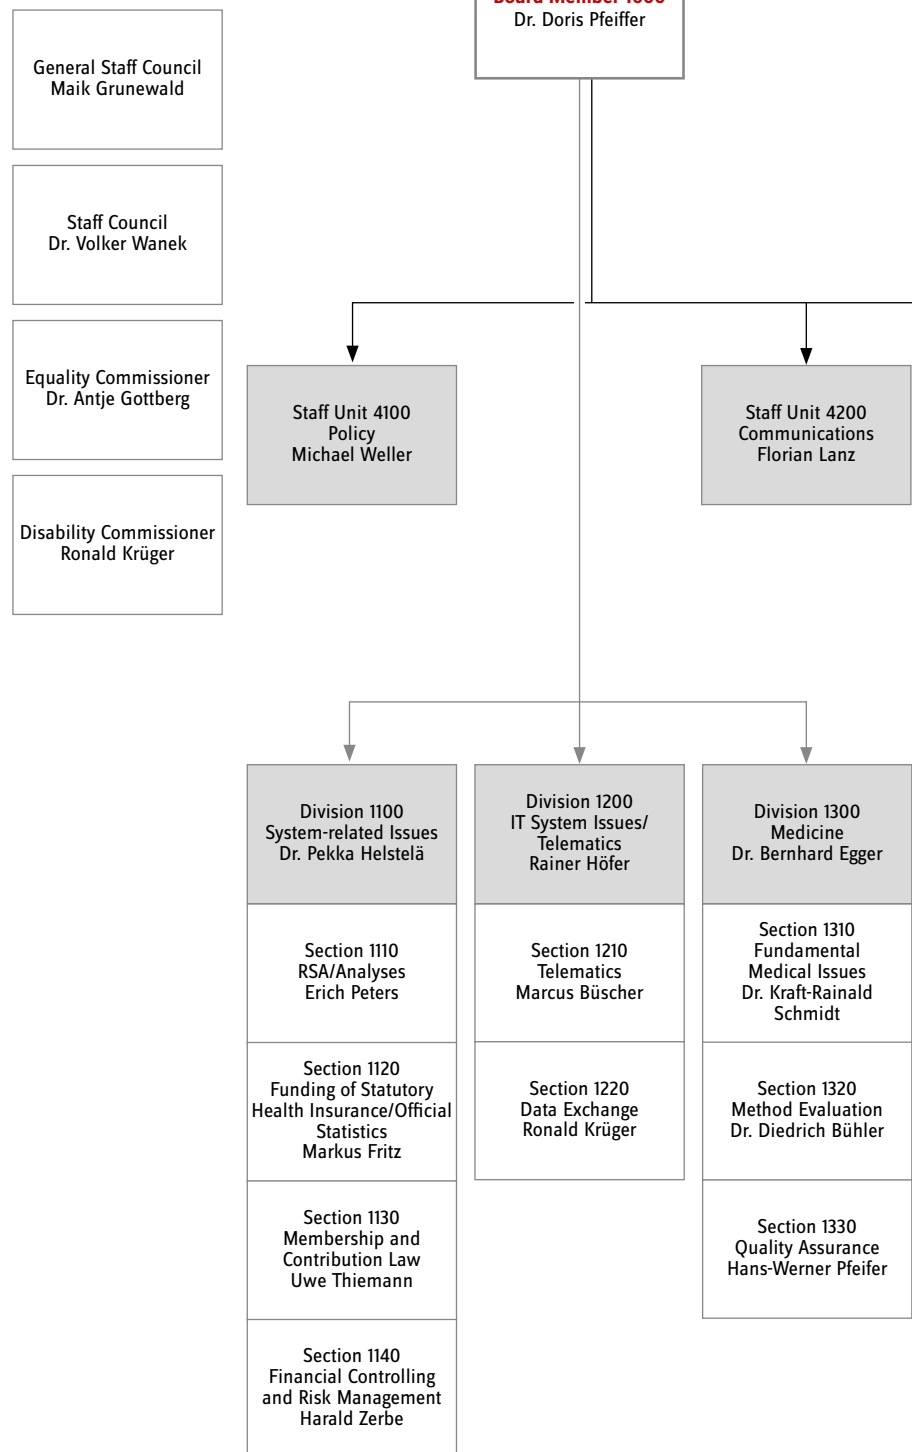 Board Member 1000
Dr. Doris Pfeiffer
General Staff Council
Maik Grunewald
Staff Council
Dr. Volker Wanek
Equality Commissioner
Dr. Antje Gottberg
Disability Commissioner
Ronald Krüger
Staff Unit 4100
Policy
Michael Weller
Staff Unit 4200
Communications
Florian Lanz
Division 1100
System-related Issues
Dr. Pekka Helstelä
Section 1110
RSA/Analyses
Erich Peters
Section 1120
Funding of Statutory
Health Insurance/Official
Statistics
Markus Fritz
Section 1130
Membership and
Contribution Law
Uwe Thiemann
Section 1140
Financial Controlling
and Risk Management
Harald Zerbe
Division 1200
IT System Issues/
Telematics
Rainer Höfer
Section 1210
Telematics
Marcus Büscher
Section 1220
Data Exchange
Ronald Krüger
Division 1300
Medicine
Dr. Bernhard Egger
Section 1310
Fundamental
Medical Issues
Dr. Kraft-Rainald
Schmidt
Section 1320
Method Evaluation
Dr. Diedrich Bühler
Section 1330
Quality Assurance
Hans-Werner Pfeifer